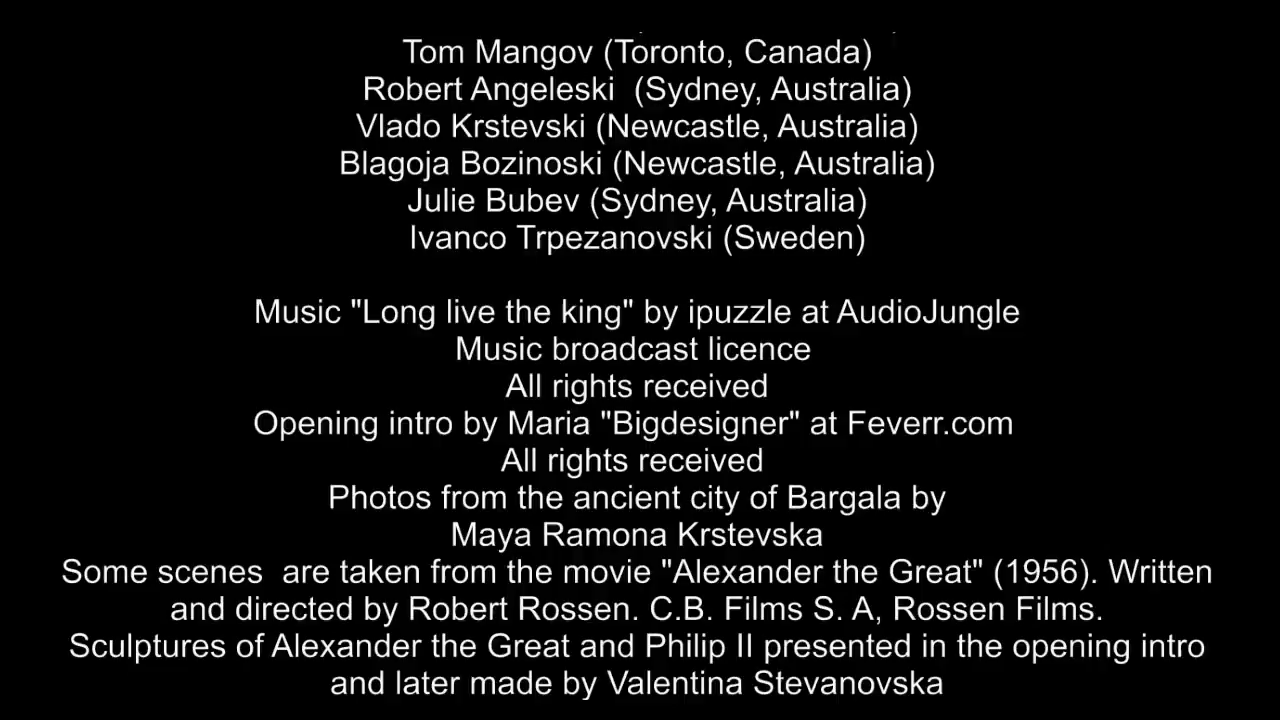 Tom Mangov (Toronto, Canada)
Robert Angeleski  (Sydney, Australia)
Vlado Krstevski (Newcastle, Australia)
Blagoja Bozinoski (Newcastle, Australia)
Julie Bubev (Sydney, Australia)
Ivanco Trpezanovski (Sweden)
Music "Long live the king" by ipuzzle at AudioJungle
Music broadcast licence
All rights received
Opening intro by Maria "Bigdesigner" at Feverr.com
All rights received
Photos from the ancient city of Bargala by
Maya Ramona Krstevska
Some scenes  are taken from the movie "Alexander the Great" (1956). Written
and directed by Robert Rossen. C.B. Films S. A, Rossen Films.
Sculptures of Alexander the Great and Philip II presented in the opening intro
and later made by Valentina Stevanovska